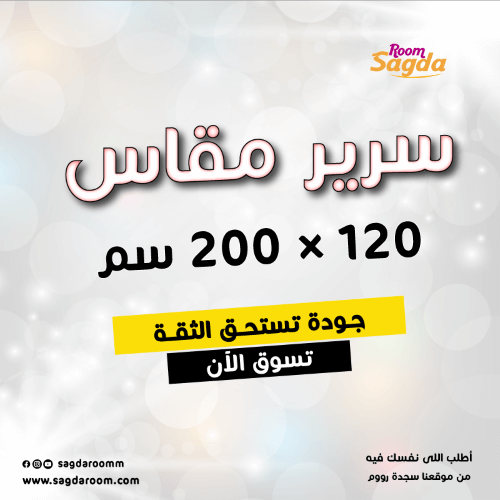 Room
Sagda
سرير مقاس
120 × 200 سم
جودة تستحق الثقة
تسوق الآن
أطلب اللى نفسك فيه
من موقعنا سجدة رووم
sagdaroomm
www.sagdaroom.com